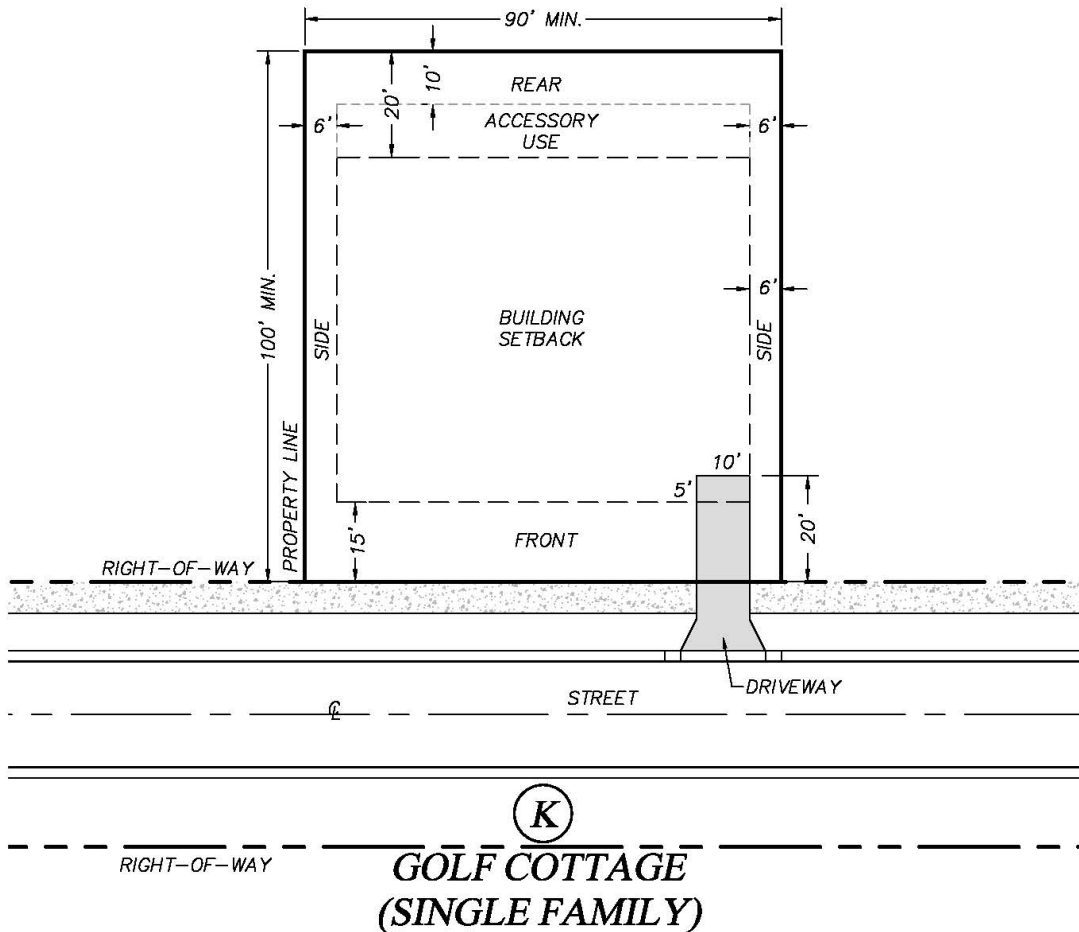 90' MIN.
10'
20'
REAR
6'
ACCESSORY
USE
6'
100' MIN.
SIDE
BUILDING
SETBACK
6'
SIDE
PROPERTY LINE
10'
5'
15'
FRONT
20'
RIGHT-OF-WAY
DRIVEWAY
STREET
℄
K
RIGHT-OF-WAY
GOLF COTTAGE
(SINGLE FAMILY)